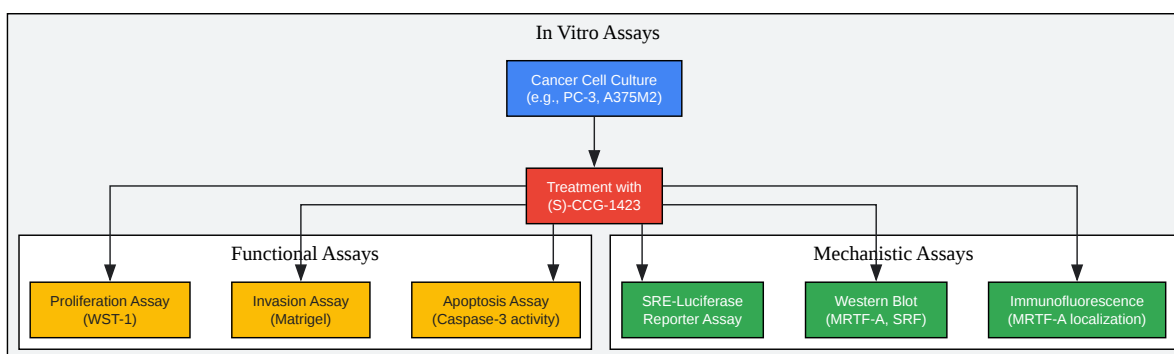 In Vitro Assays
Cancer Cell Culture
(e.g., PC-3, A375M2)
Treatment with
(S)-CCG-1423
Functional Assays
Proliferation Assay
(WST-1)
Invasion Assay
(Matrigel)
Apoptosis Assay
(Caspase-3 activity)
Mechanistic Assays
SRE-Luciferase
Reporter Assay
Western Blot
(MRTF-A, SRF)
Immunofluorescence
(MRTF-A localization)